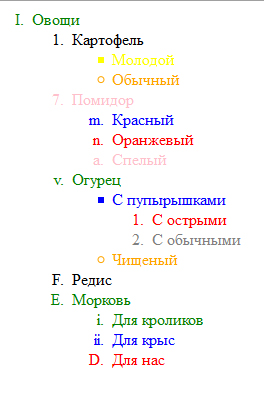 I. Овощи
1. Картофель
Молодой
Обычный
7. Помидор
m. Красный
n. Оранжевый
a. Спелый
v. Огурец
С пупырышками
1. С острыми
2. С обычными
Чищеный
F. Редис
E. Морковь
i. Для кроликов
ii. Для крыс
D. Для нас